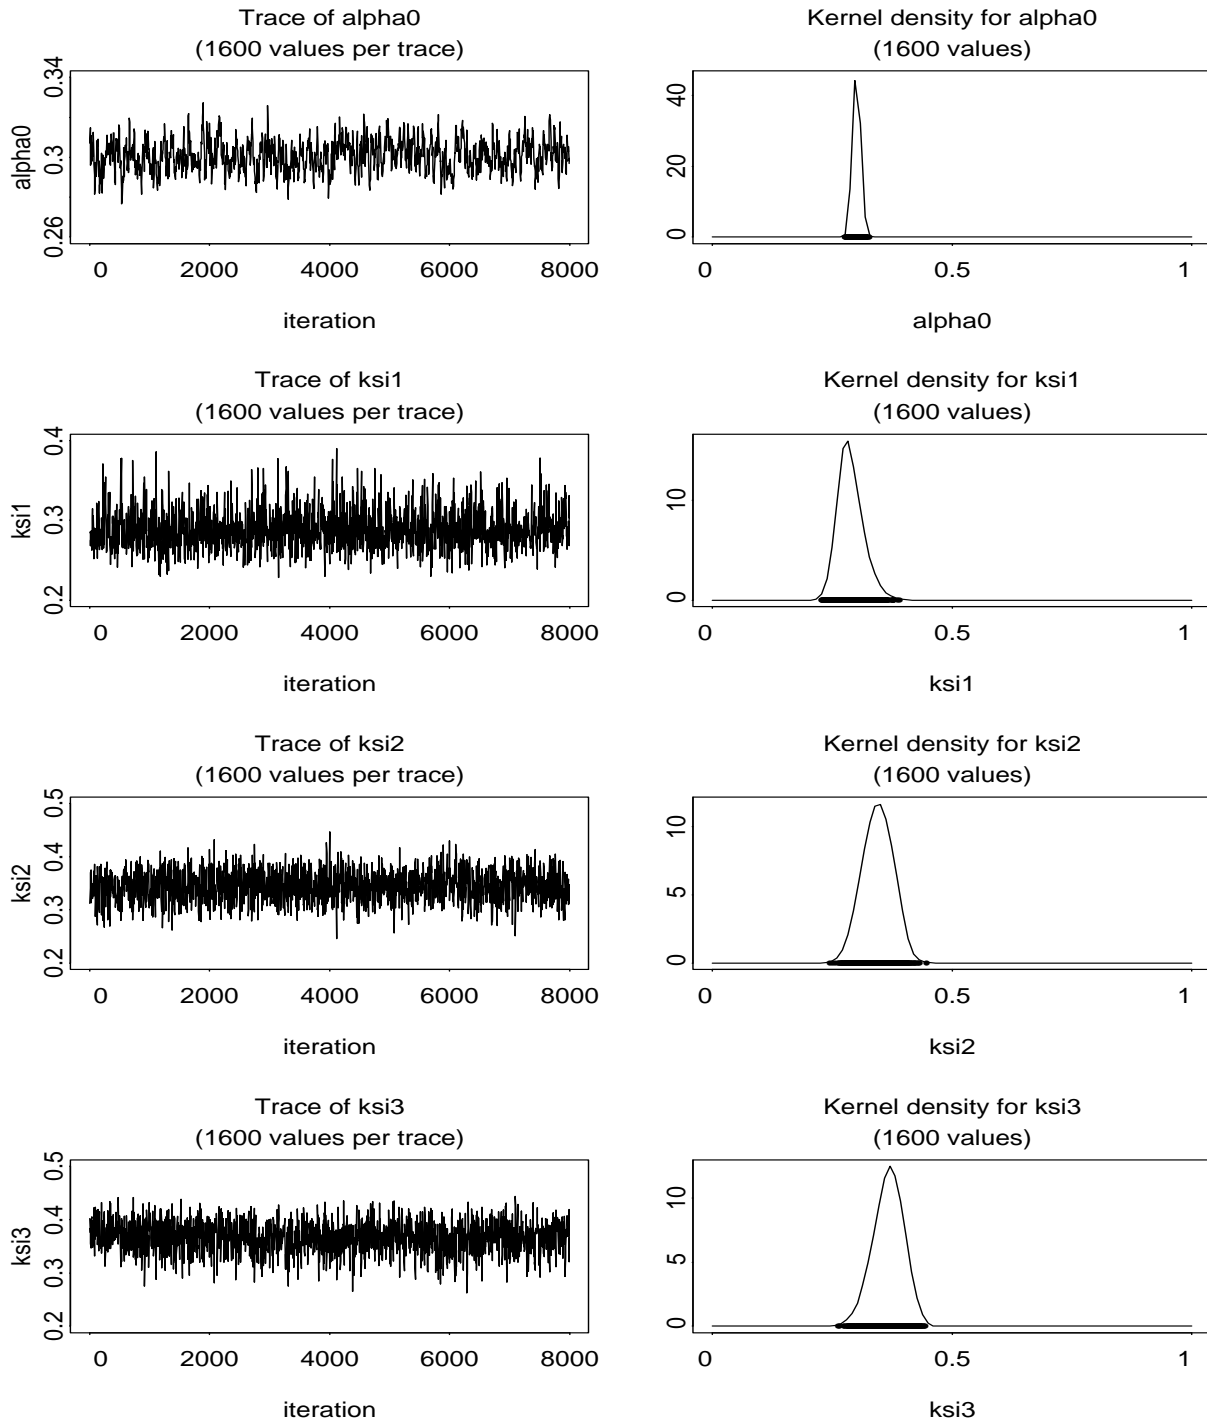 Trace of alpha0
(1600 values per trace)
alpha0
0.26 0.3 0.34
0 2000 4000 6000 8000
iteration
Kernel density for alpha0
(1600 values)
0 20 40
0 0.5 1
alpha0
Trace of ksi1
(1600 values per trace)
ksi1
0.2 0.3 0.4
0 2000 4000 6000 8000
iteration
Kernel density for ksi1
(1600 values)
0 10
0 0.5 1
ksi1
Trace of ksi2
(1600 values per trace)
ksi2
0.2 0.3 0.4 0.5
0 2000 4000 6000 8000
iteration
Kernel density for ksi2
(1600 values)
0 5 10
0 0.5 1
ksi2
Trace of ksi3
(1600 values per trace)
ksi3
0.2 0.3 0.4 0.5
0 2000 4000 6000 8000
iteration
Kernel density for ksi3
(1600 values)
0 5 10
0 0.5 1
ksi3